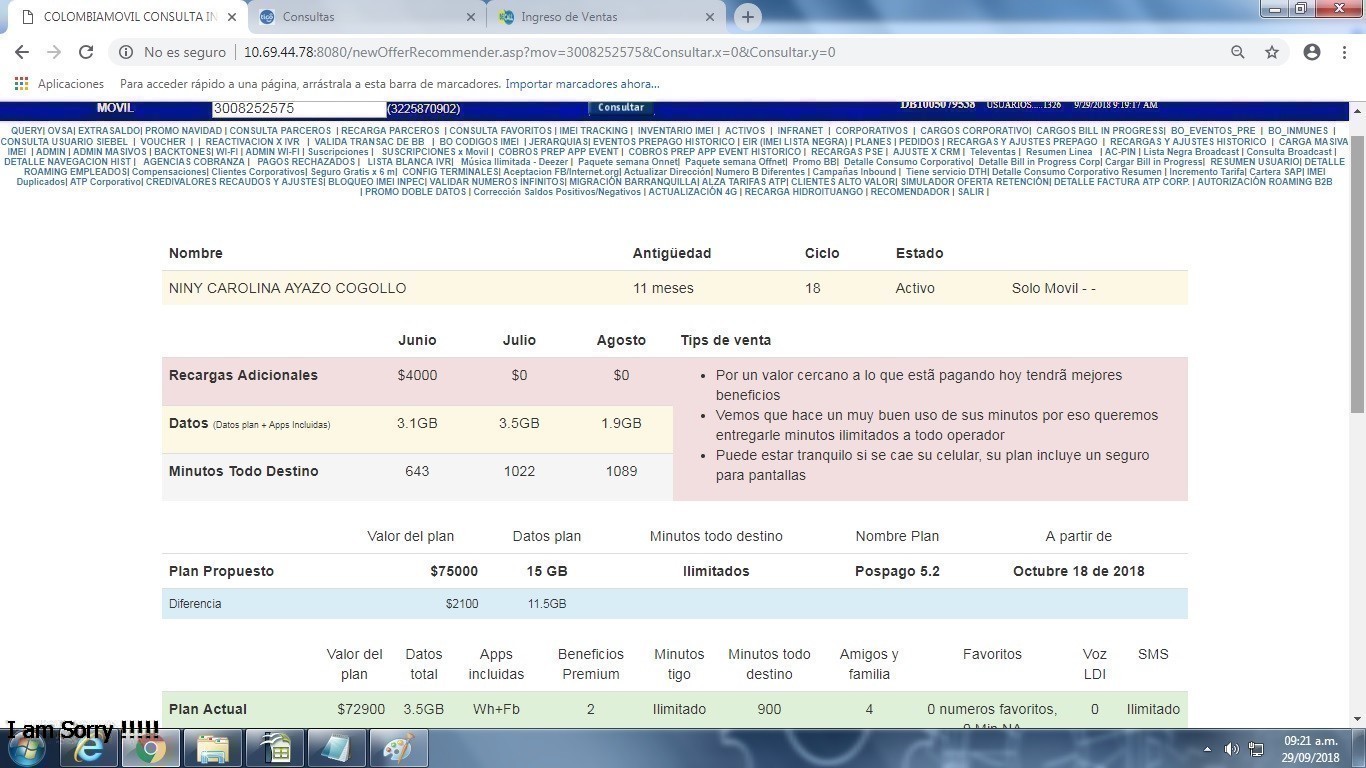 COLOMBIAMOVIL CONSULTA IN
Consultas
Ingreso de Ventas
No es seguro | 10.69.44.78:8080/newOfferRecommender.asp?mov=3008252575&Consultar.x=0&Consultar.y=0
Aplicaciones Para acceder rápido a una página, arrástrala a esta barra de marcadores. Importar marcadores ahora...
MOVIL 3008252575 (3225870902) Consultar DB1005079538 USUARIOS.....1326 9/29/2018 9:19:17 AM
QUERY| OVSA| EXTRASALDO| PROMO NAVIDAD | CONSULTA PARCEROS | RECARGA PARCEROS | CONSULTA FAVORITOS | IMEI TRACKING | INVENTARIO IMEI | ACTIVOS | INFRANET | CORPORATIVOS | CARGOS CORPORATIVO| CARGOS BILL IN PROGRESS| BO_EVENTOS_PRE | BO_INMUNES |
CONSULTA USUARIO SIEBEL | VOUCHER | | REACTIVACION X IVR | VALIDA TRANSAC DE BB | BO CODIGOS IMEI |JERARQUIAS| EVENTOS PREPAGO HISTORICO | EIR (IMEI LISTA NEGRA) | PLANES | PEDIDOS | RECARGAS Y AJUSTES PREPAGO | RECARGAS Y AJUSTES HISTORICO | CARGA MASIVA
IMEI | ADMIN | ADMIN MASIVOS | BACKTONES| WI-FI | ADMIN WI-FI | Suscripciones | SUSCRIPCIONES x Movil | COBROS PREP APP EVENT | COBROS PREP APP EVENT HISTORICO | RECARGAS PSE | AJUSTE X CRM | Televentas | Resumen Linea | AC-PIN | Lista Negra Broadcast | Consulta Broadcast |
DETALLE NAVEGACION HIST | AGENCIAS COBRANZA | PAGOS RECHAZADOS | LISTA BLANCA IVR| Música Ilimitada - Deezer | Paquete semana Onnet| Paquete semana Offnet| Promo BB| Detalle Consumo Corporativo| Detalle Bill in Progress Corp| Cargar Bill in Progress| RESUMEN USUARIO| DETALLE
ROAMING EMPLEADOS| Compensaciones| Clientes Corporativos| Seguro Gratis x 6 m| CONFIG TERMINALES| Aceptacion FB/Internet.org| Actualizar Dirección| Numero B Diferentes | Campañas Inbound | Tiene servicio DTH| Detalle Consumo Corporativo Resumen | Incremento Tarifa| Cartera SAP| IMEI
Duplicados| ATP Corporativo| CREDIVALORES RECAUDOS Y AJUSTES| BLOQUEO IMEI INPEC| VALIDAR NUMEROS INFINITOS| MIGRACIÓN BARRANQUILLA| ALZA TARIFAS ATP| CLIENTES ALTO VALOR| SIMULADOR OFERTA RETENCIÓN| DETALLE FACTURA ATP CORP. | AUTORIZACIÓN ROAMING B2B
| PROMO DOBLE DATOS | Corrección Saldos Positivos/Negativos | ACTUALIZACIÓN 4G | RECARGA HIDROITUANGO | RECOMENDADOR | SALIR |
Nombre Antigüedad Ciclo Estado
NINY CAROLINA AYAZO COGOLLO 11 meses 18 Activo Solo Movil - -
Junio Julio Agosto Tips de venta
Recargas Adicionales $4000 $0 $0
• Por un valor cercano a lo que estã pagando hoy tendrã mejores
beneficios
Datos (Datos plan + Apps Incluidas) 3.1GB 3.5GB 1.9GB
• Vemos que hace un muy buen uso de sus minutos por eso queremos
entregarle minutos ilimitados a todo operador
Minutos Todo Destino 643 1022 1089
• Puede estar tranquilo si se cae su celular, su plan incluye un seguro
para pantallas
Valor del plan Datos plan Minutos todo destino Nombre Plan A partir de
Plan Propuesto $75000 15 GB Ilimitados Pospago 5.2 Octubre 18 de 2018
Diferencia $2100 11.5GB
Valor del Datos Apps Beneficios Minutos Minutos todo Amigos y Favoritos Voz SMS
plan total incluidas Premium tigo destino familia LDI
Plan Actual $72900 3.5GB Wh+Fb 2 Ilimitado 900 4 0 numeros favoritos, 0 Ilimitado
0 Min NA
I am Sorry !!!!!
09:21 a.m.
29/09/2018